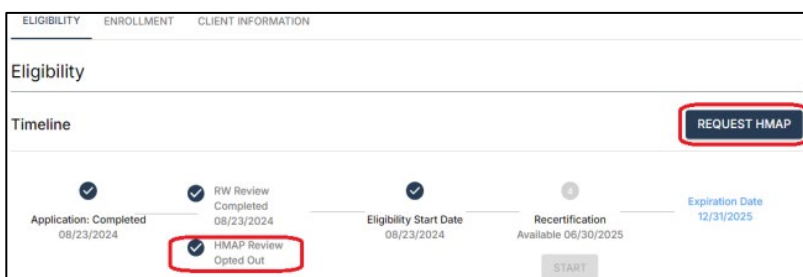 ELIGIBILITY ENROLLMENT CLIENT INFORMATION
Eligibility
Timeline
REQUEST HMAP
Application: Completed
08/23/2024
RW Review
Completed
08/23/2024
HMAP Review
Opted Out
Eligibility Start Date
08/23/2024
4
Recertification
Available 06/30/2025
START
Expiration Date
12/31/2025